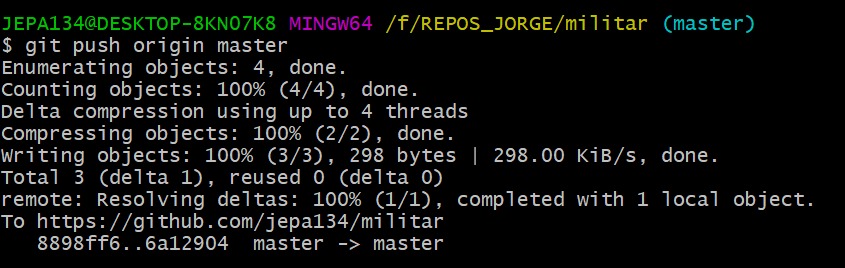 JEPA134@DESKTOP-8KN07K8 MINGW64 /f/REPOS_JORGE/militar (master)
$ git push origin master
Enumerating objects: 4, done.
Counting objects: 100% (4/4), done.
Delta compression using up to 4 threads
Compressing objects: 100% (2/2), done.
Writing objects: 100% (3/3), 298 bytes | 298.00 KiB/s, done.
Total 3 (delta 1), reused 0 (delta 0)
remote: Resolving deltas: 100% (1/1), completed with 1 local object.
To https://github.com/jepa134/militar
   8898ff6..6a12904  master -> master